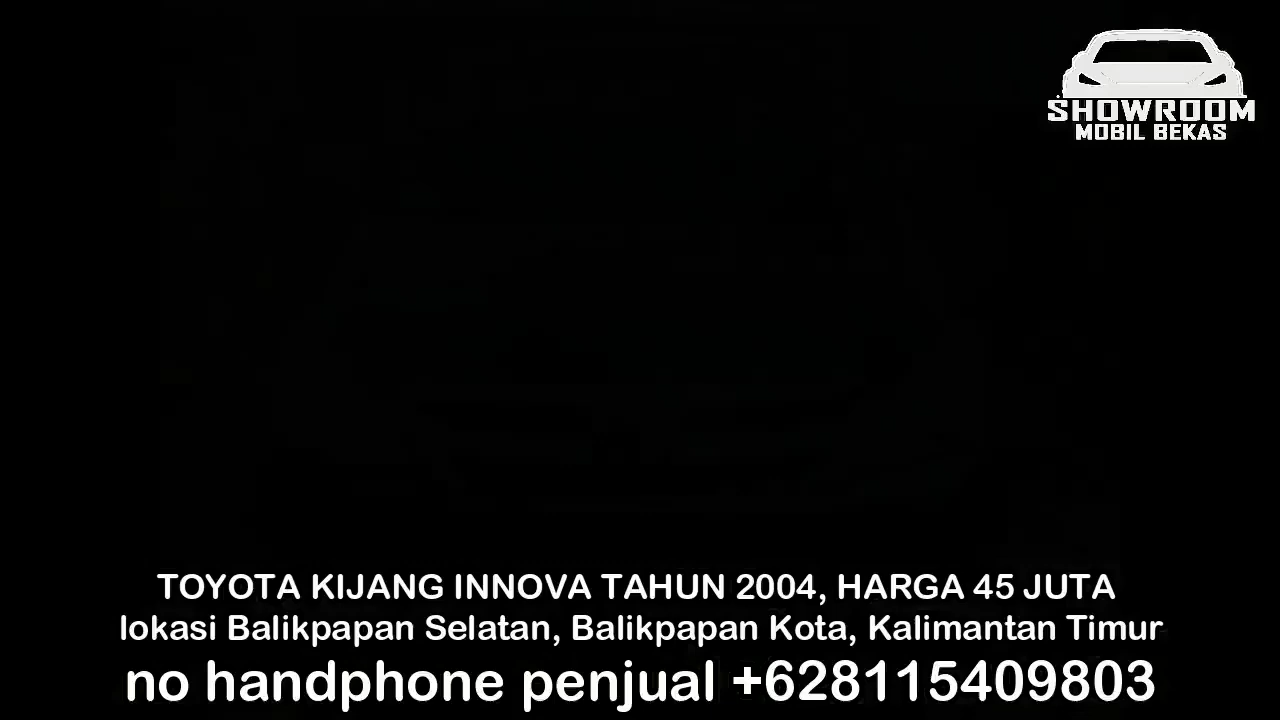 SHOWROOM
MOBIL BEKAS
TOYOTA KIJANG INNOVA TAHUN 2004, HARGA 45 JUTA
lokasi Balikpapan Selatan, Balikpapan Kota, Kalimantan Timur
no handphone penjual +628115409803